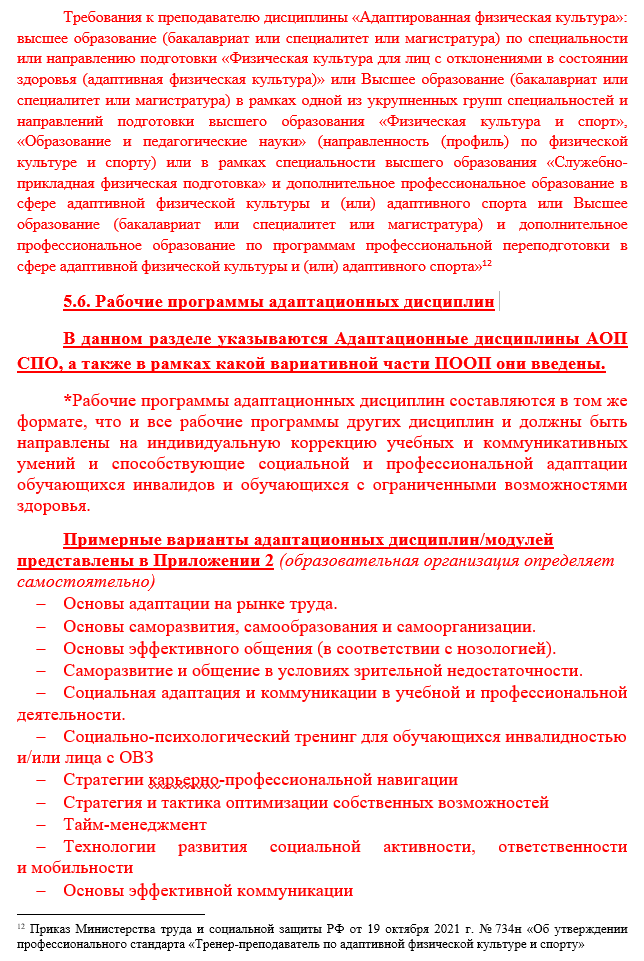 Требования к преподавателю дисциплины «Адаптированная физическая культура»:
высшее образование (бакалавриат или специалитет или магистратура) по специальности
или направлению подготовки «Физическая культура для лиц с отклонениями в состоянии
здоровья (адаптивная физическая культура)» или Высшее образование (бакалавриат или
специалитет или магистратура) в рамках одной из укрупненных групп специальностей и
направлений подготовки высшего образования «Физическая культура и спорт»,
«Образование и педагогические науки» (направленность (профиль) по физической
культуре и спорту) или в рамках специальности высшего образования «Служебно-
прикладная физическая подготовка» и дополнительное профессиональное образование в
сфере адаптивной физической культуры и (или) адаптивного спорта или Высшее
образование (бакалавриат или специалитет или магистратура) и дополнительное
профессиональное образование по программам профессиональной переподготовки в
сфере адаптивной физической культуры и (или) адаптивного спорта»12
5.6. Рабочие программы адаптационных дисциплин
В данном разделе указываются Адаптационные дисциплины АОП
СПО, а также в рамках какой вариативной части ПООП они введены.
*Рабочие программы адаптационных дисциплин составляются в том же
формате, что и все рабочие программы других дисциплин и должны быть
направлены на индивидуальную коррекцию учебных и коммуникативных
умений и способствующие социальной и профессиональной адаптации
обучающихся инвалидов и обучающихся с ограниченными возможностями
здоровья.
Примерные варианты адаптационных дисциплин/модулей
представлены в Приложении 2 (образовательная организация определяет
самостоятельно)
– Основы адаптации на рынке труда.
– Основы саморазвития, самообразования и самоорганизации.
– Основы эффективного общения (в соответствии с нозологией).
– Саморазвитие и общение в условиях зрительной недостаточности.
– Социальная адаптация и коммуникации в учебной и профессиональной
деятельности.
– Социально-психологический тренинг для обучающихся инвалидностью
и/или лица с ОВЗ
– Стратегии карьерно-профессиональной навигации
– Стратегия и тактика оптимизации собственных возможностей
– Тайм-менеджмент
– Технологии развития социальной активности, ответственности
и мобильности
– Основы эффективной коммуникации
12 Приказ Министерства труда и социальной защиты РФ от 19 октября 2021 г. № 734н «Об утверждении
профессионального стандарта «Тренер-преподаватель по адаптивной физической культуре и спорту»